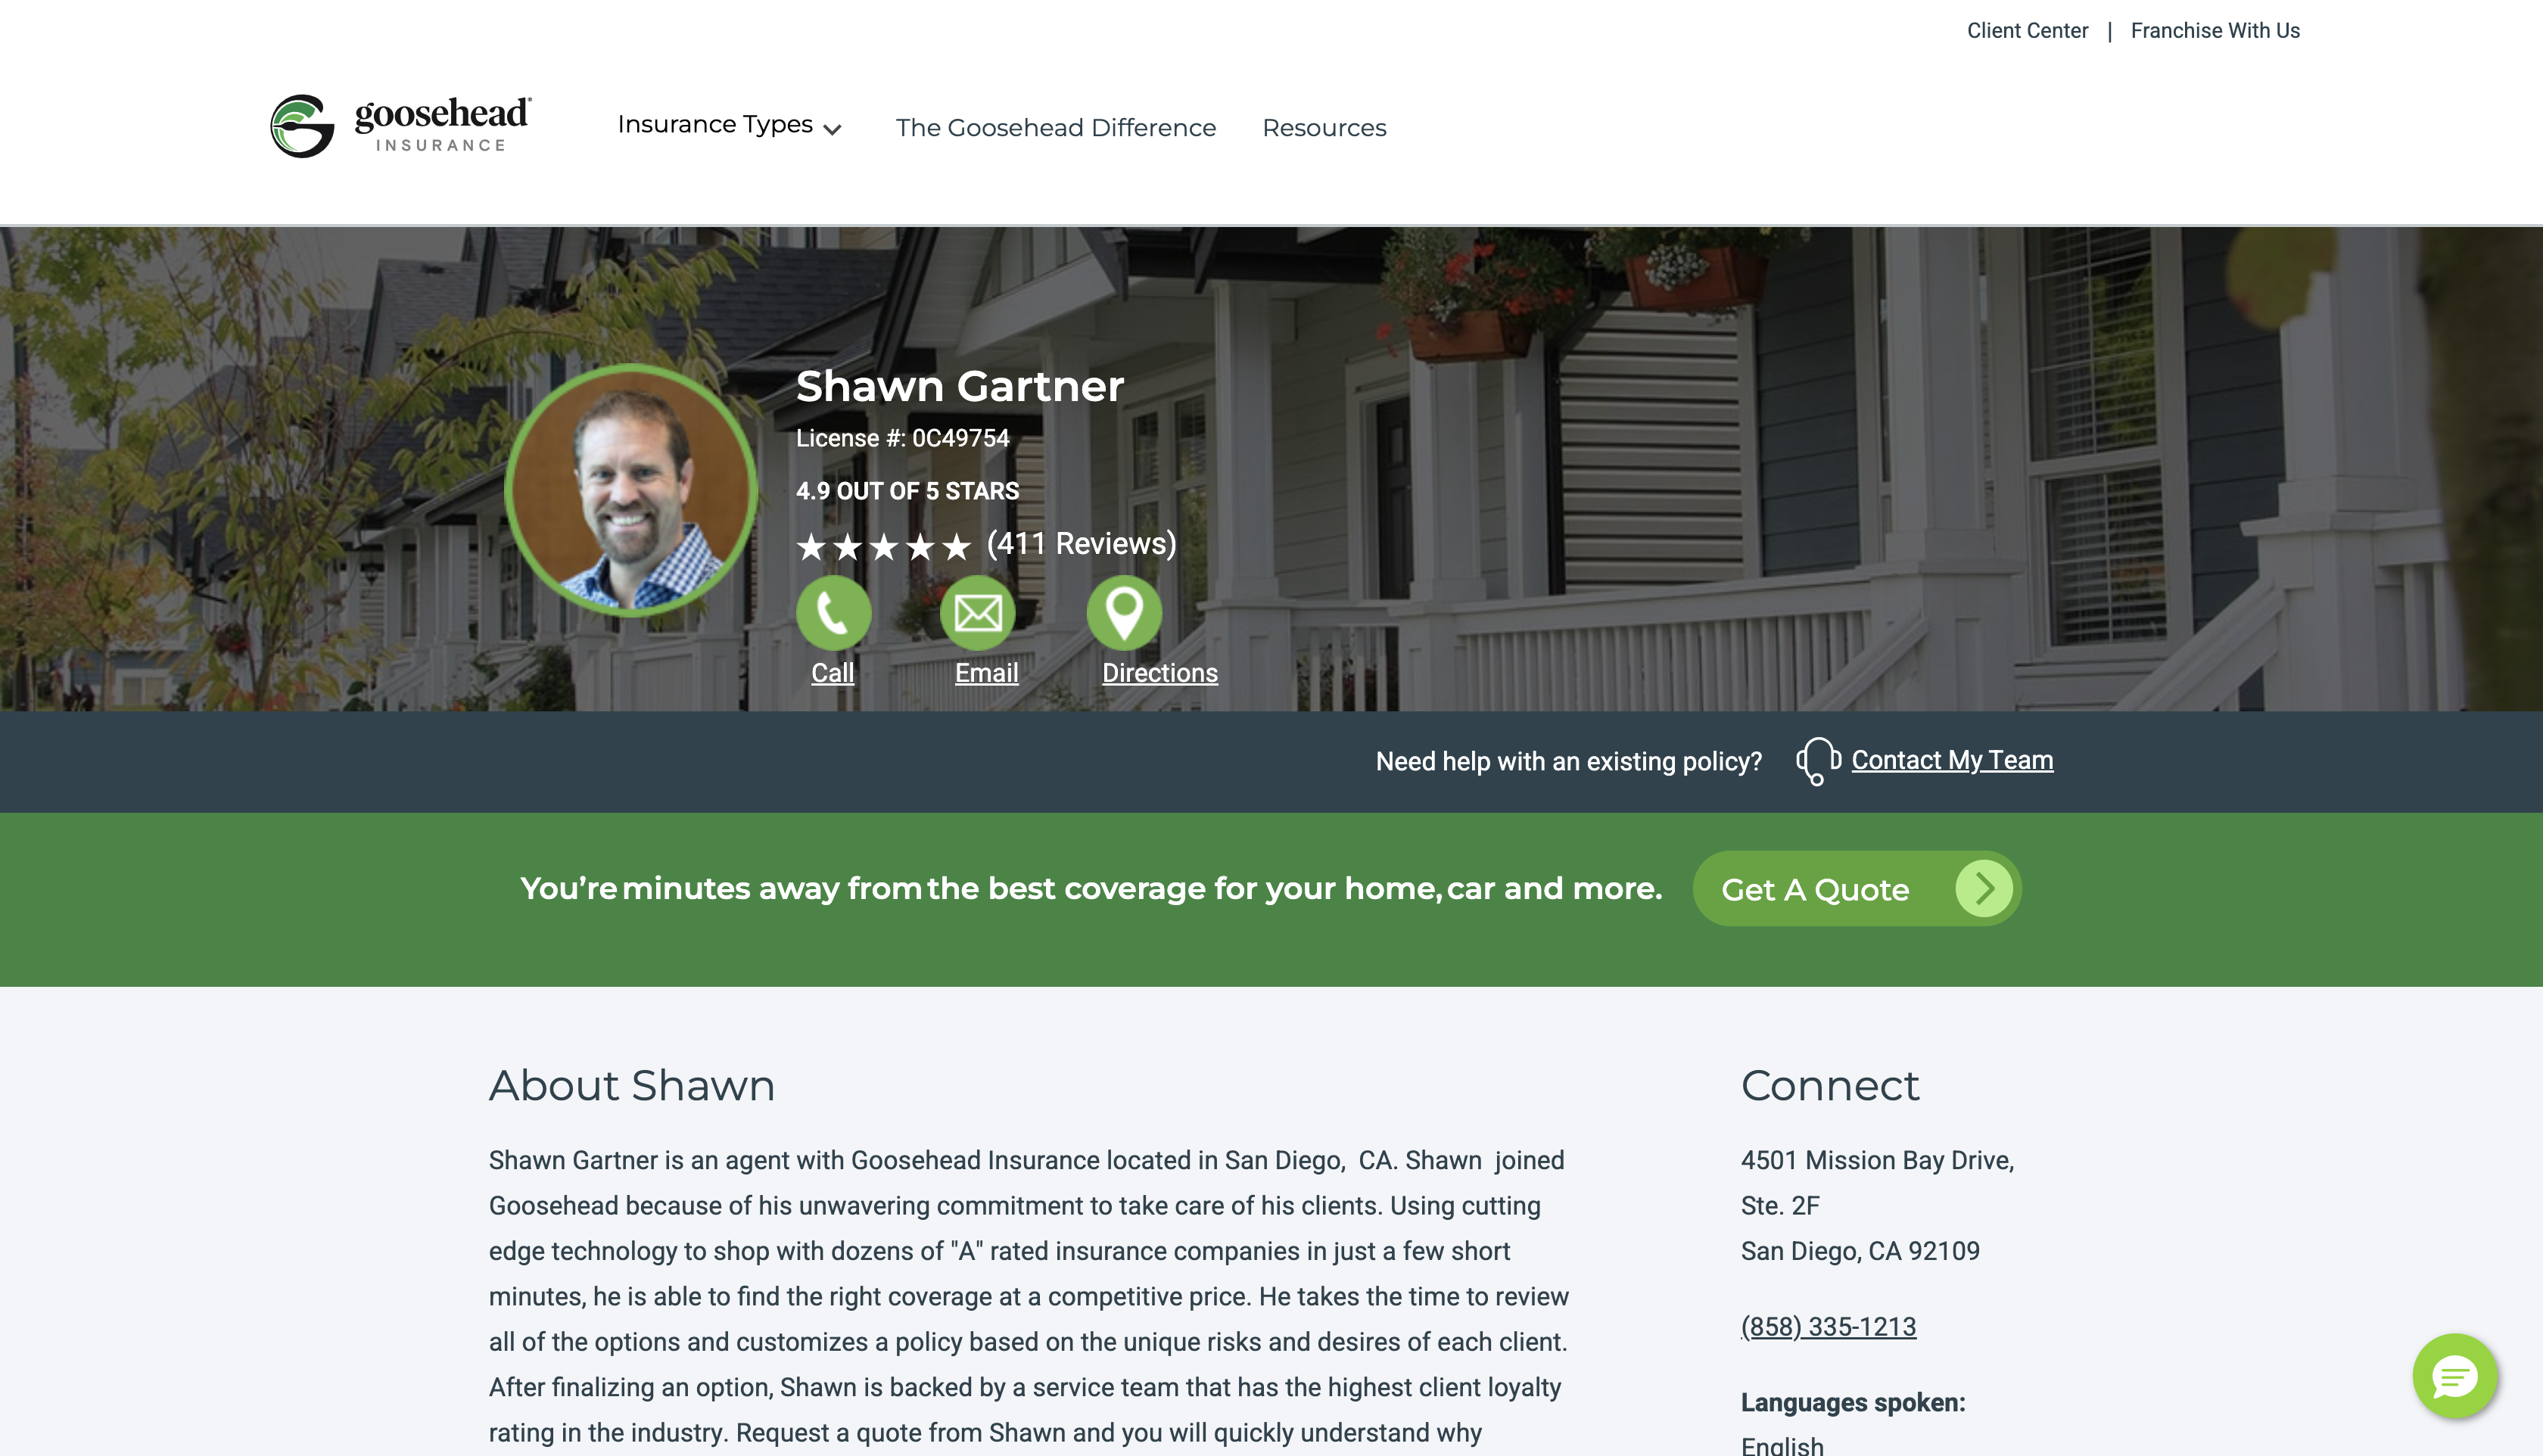 Client Center | Franchise With Us
goosehead®
INSURANCE
Insurance Types
The Goosehead Difference
Resources
Shawn Gartner
License #: 0C49754
4.9 OUT OF 5 STARS
★★★★★ (411 Reviews)
Call
Email
Directions
Need help with an existing policy?
Contact My Team
You’re minutes away from the best coverage for your home, car and more.
Get A Quote
About Shawn
Shawn Gartner is an agent with Goosehead Insurance located in San Diego,  CA. Shawn  joined
Goosehead because of his unwavering commitment to take care of his clients. Using cutting
edge technology to shop with dozens of "A" rated insurance companies in just a few short
minutes, he is able to find the right coverage at a competitive price. He takes the time to review
all of the options and customizes a policy based on the unique risks and desires of each client.
After finalizing an option, Shawn is backed by a service team that has the highest client loyalty
rating in the industry. Request a quote from Shawn and you will quickly understand why
Connect
4501 Mission Bay Drive,
Ste. 2F
San Diego, CA 92109
(858) 335-1213
Languages spoken:
English